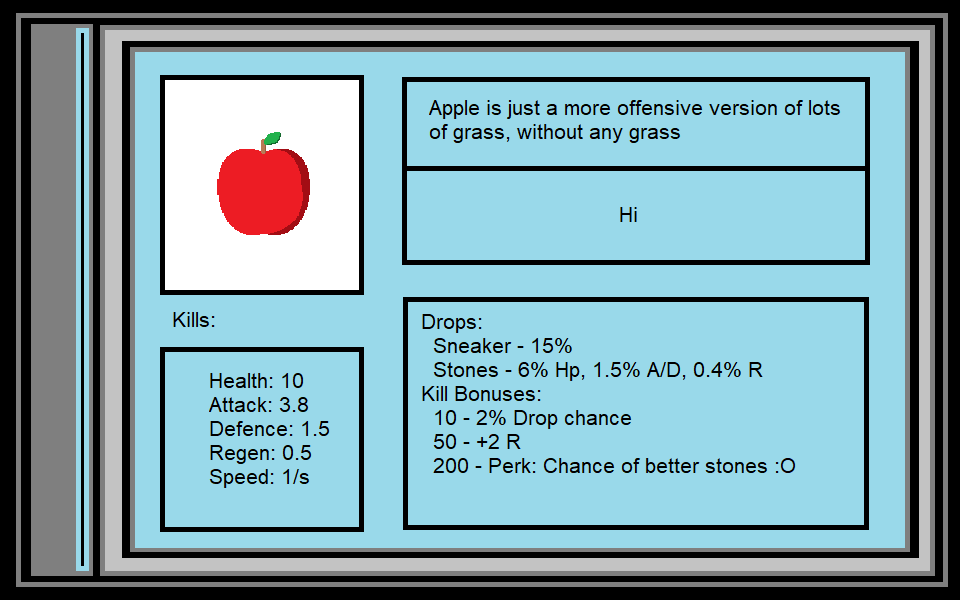 Apple is just a more offensive version of lots
of grass, without any grass
Hi
Kills:
Health: 10
Attack: 3.8
Defence: 1.5
Regen: 0.5
Speed: 1/s
Drops:
Sneaker - 15%
Stones - 6% Hp, 1.5% A/D, 0.4% R
Kill Bonuses:
10 - 2% Drop chance
50 - +2 R
200 - Perk: Chance of better stones :O